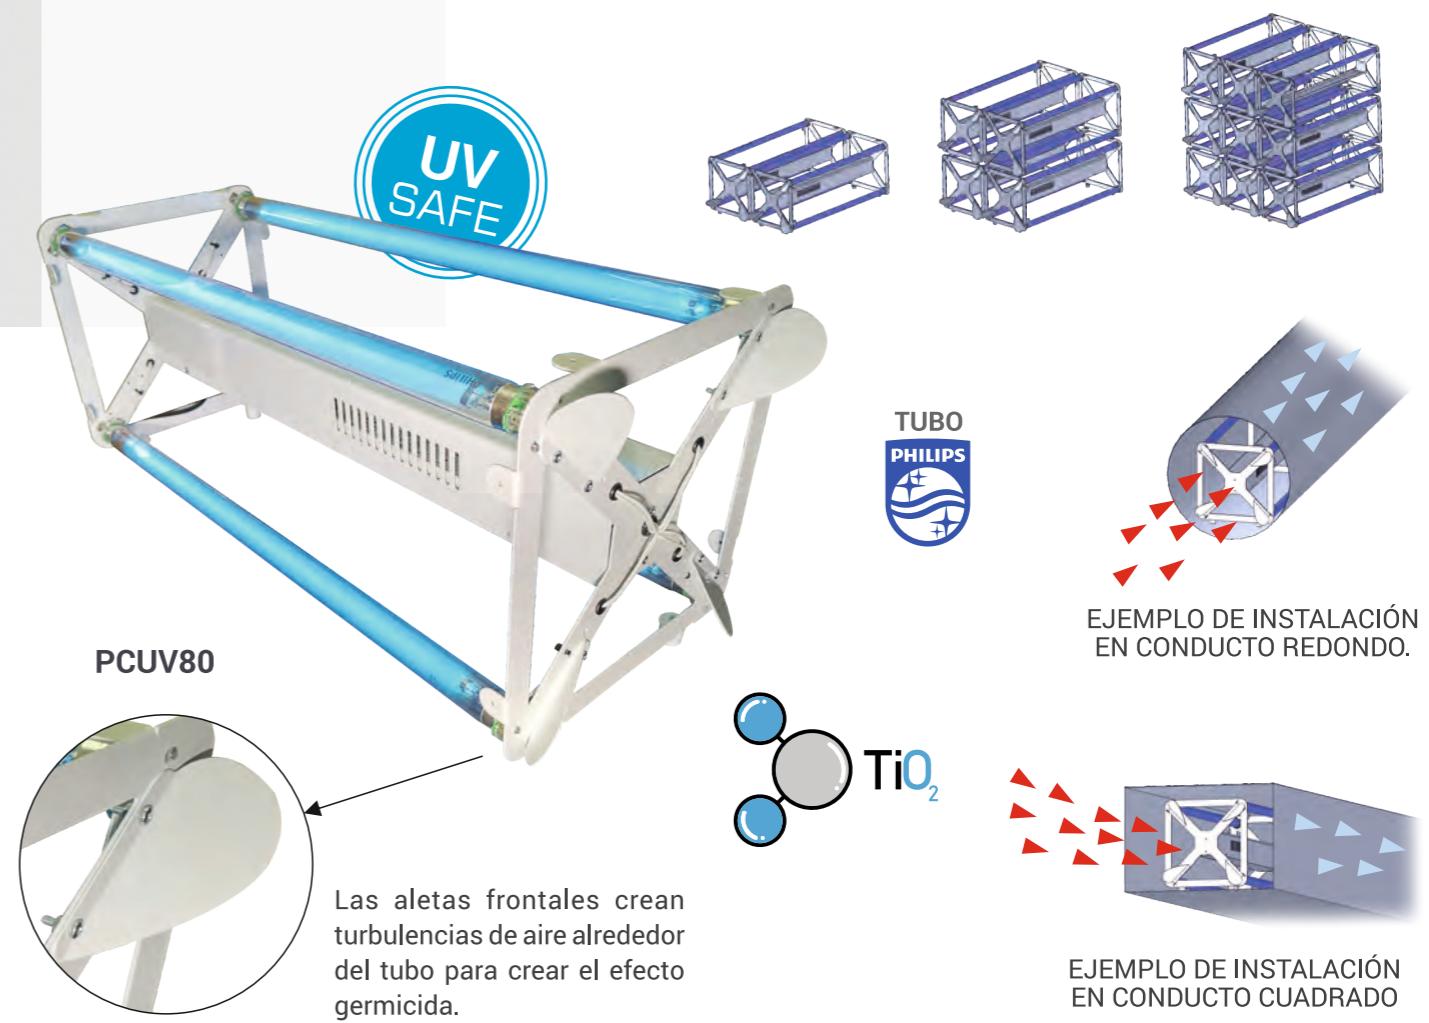 UV
SAFE
TUBO
PHILIPS
PHILIPS
EJEMPLO DE INSTALACIÓN
EN CONDUCTO REDONDO.
PCUV80
TiO2
Las aletas frontales crean
turbulencias de aire alrededor
del tubo para crear el efecto
germicida.
EJEMPLO DE INSTALACIÓN
EN CONDUCTO CUADRADO